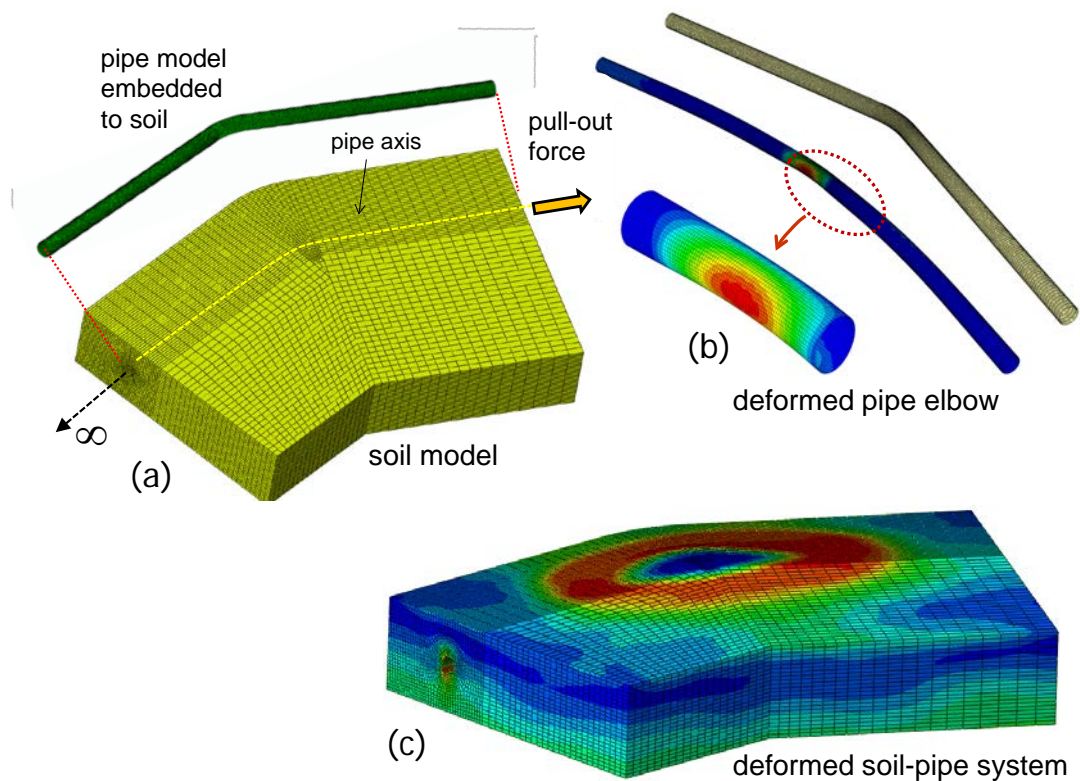 pipe model
embedded
to soil
pipe axis
pull-out
force
∞
(a)
soil model
(b)
deformed pipe elbow
(c)
deformed soil-pipe system